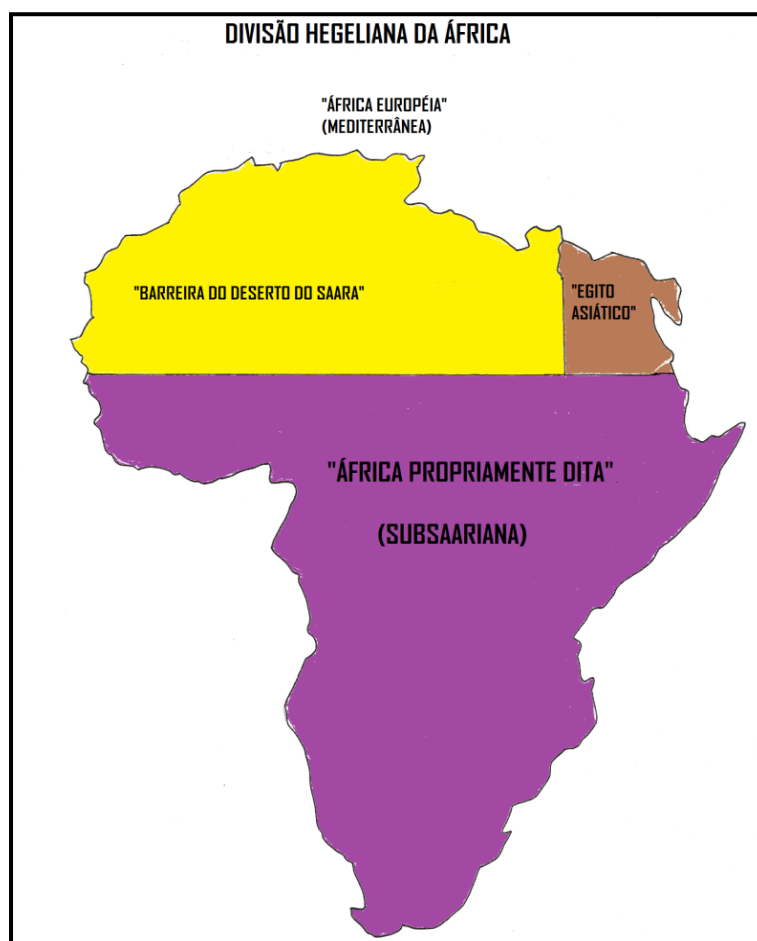 DIVISÃO HEGELIANA DA ÁFRICA
"ÁFRICA EUROPÉIA"
(MEDITERRÂNEA)
"BARREIRA DO DESERTO DO SAARA"
"EGITO
ASIÁTICO"
"ÁFRICA PROPRIAMENTE DITA"
(SUBSAARIANA)